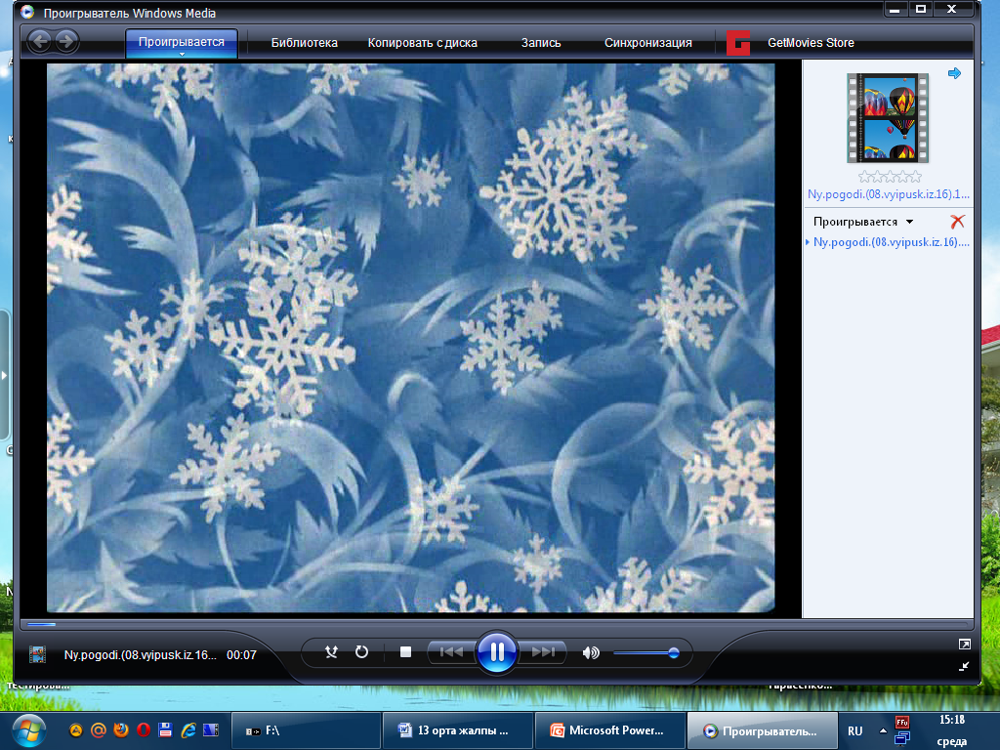 Проигрыватель Windows Media
Проигрывается
Библиотека
Копировать с диска
Запись
Синхронизация
GetMovies Store
Ny.pogodi.(08.vyipusk.iz.16).1...
Проигрывается
Ny.pogodi.(08.vyipusk.iz.16)....
Ny.pogodi.(08.vyipusk.iz.16... 00:07
F:\
13 орта жалпы ...
Microsoft Power...
Проигрыватель...
RU
15:18
среда